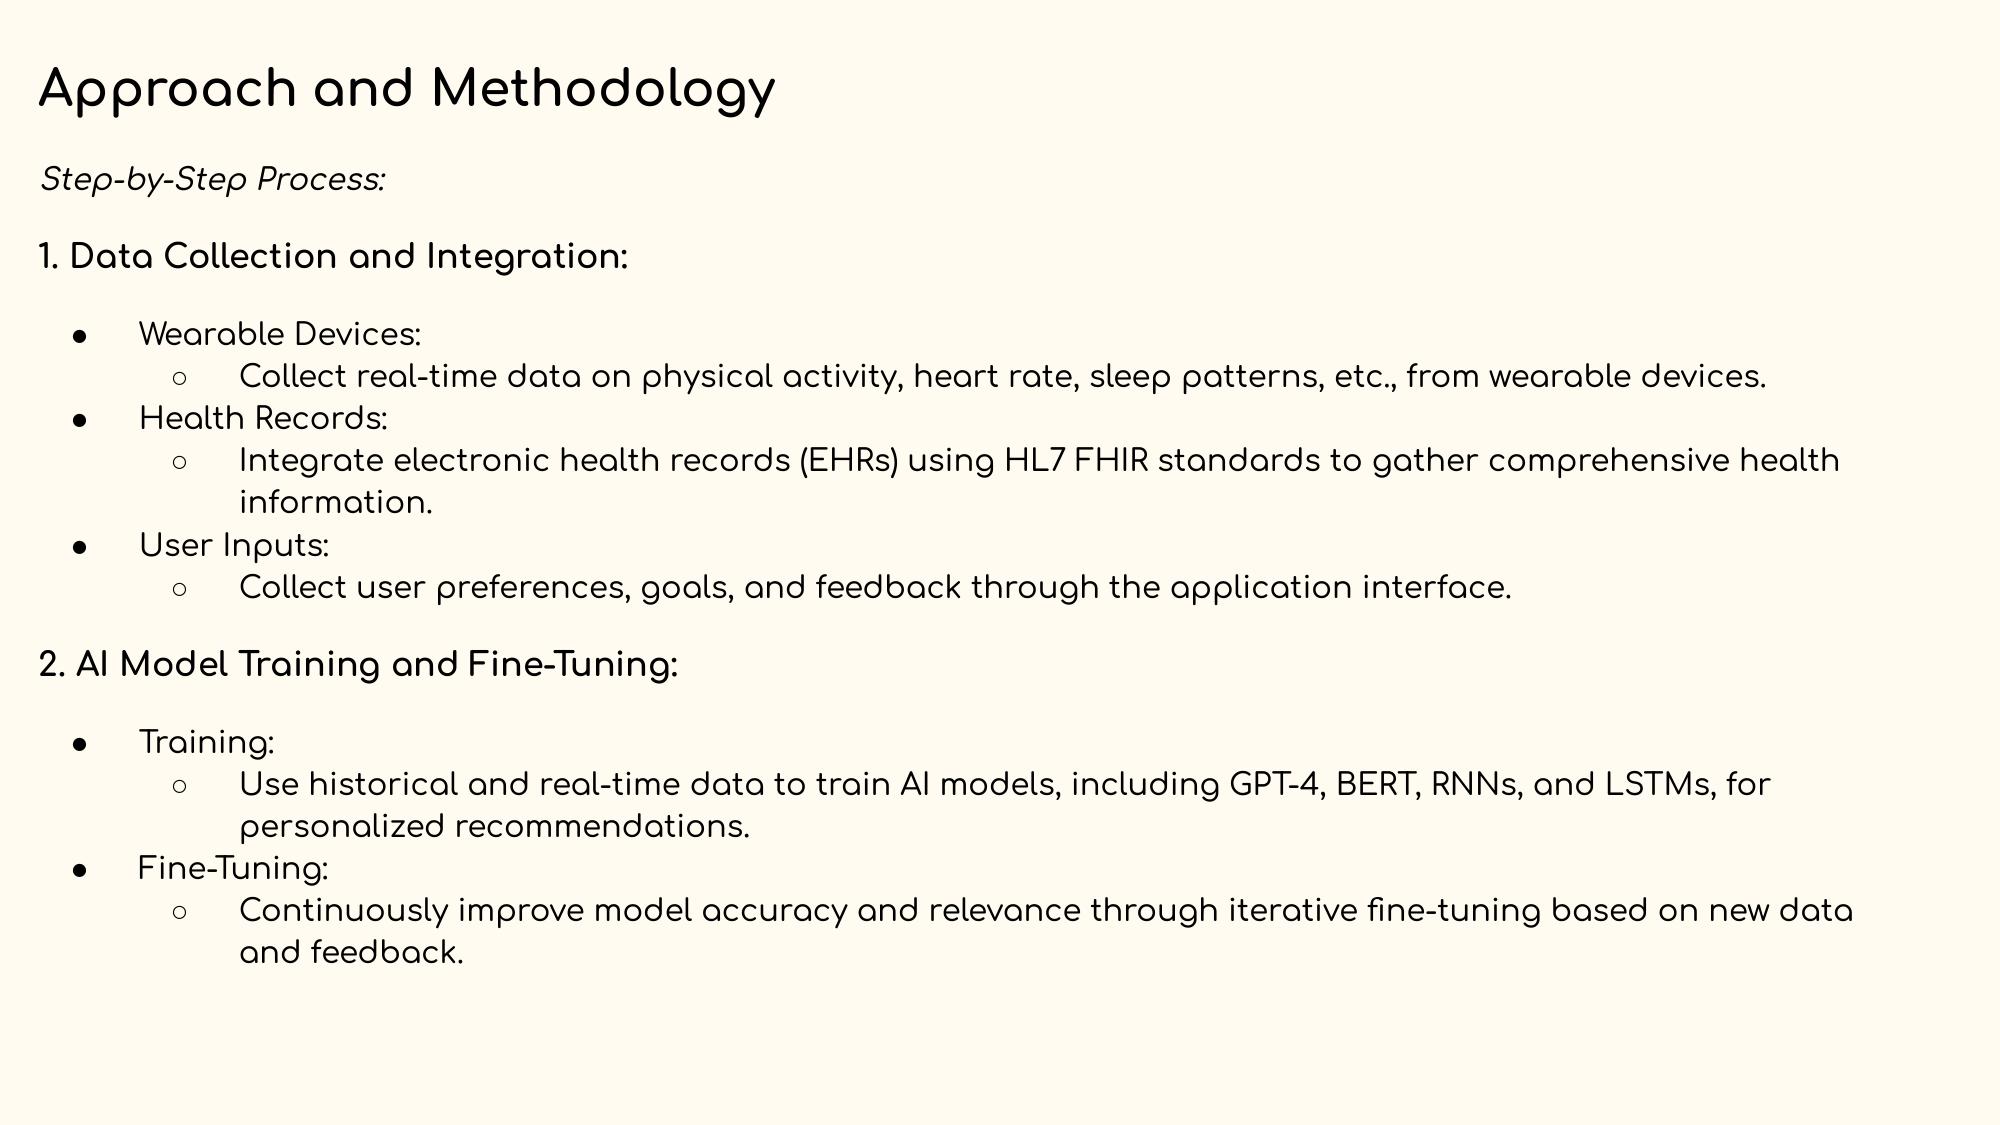 Approach and Methodology
Step-by-Step Process:
1. Data Collection and Integration:
● Wearable Devices:
○ Collect real-time data on physical activity, heart rate, sleep patterns, etc., from wearable devices.
● Health Records:
○ Integrate electronic health records (EHRs) using HL7 FHIR standards to gather comprehensive health
information.
● User Inputs:
○ Collect user preferences, goals, and feedback through the application interface.
2. AI Model Training and Fine-Tuning:
● Training:
○ Use historical and real-time data to train AI models, including GPT-4, BERT, RNNs, and LSTMs, for
personalized recommendations.
● Fine-Tuning:
○ Continuously improve model accuracy and relevance through iterative fine-tuning based on new data
and feedback.